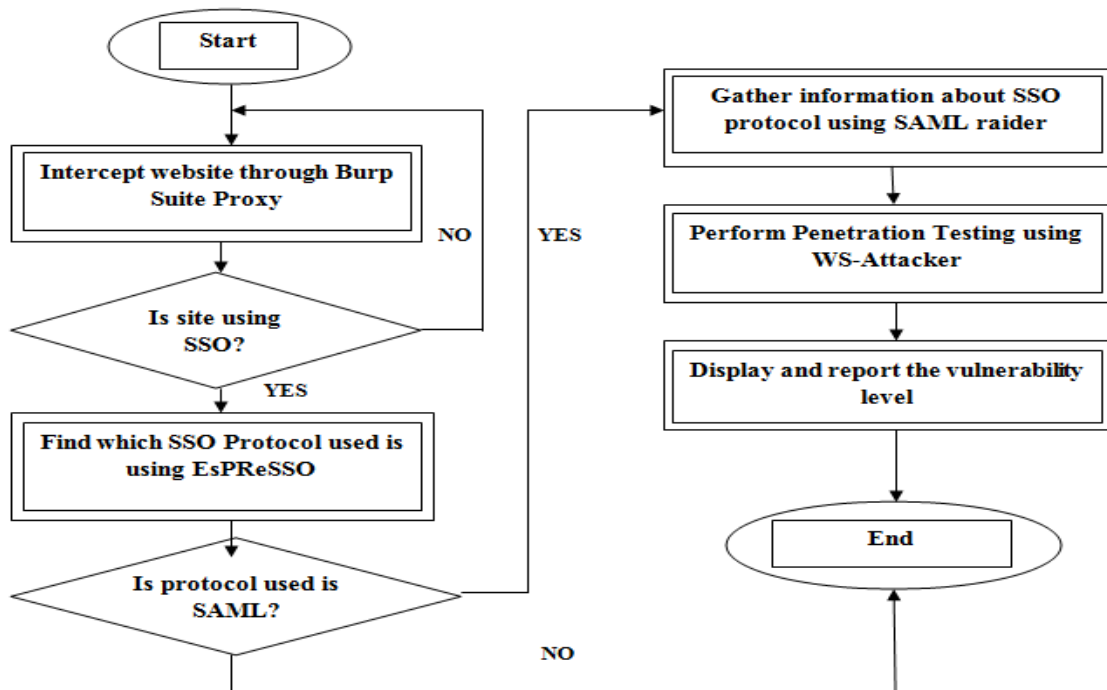 Start
Intercept website through Burp
Suite Proxy
NO
Is site using
SSO?
YES
Find which SSO Protocol used is
using EsPReSSO
Is protocol used is
SAML?
YES
NO
Gather information about SSO
protocol using SAML raider
Perform Penetration Testing using
WS-Attacker
Display and report the vulnerability
level
End